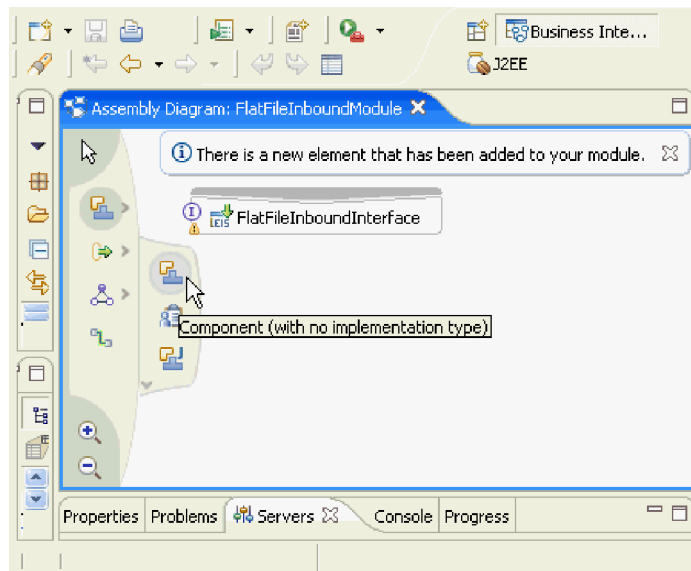 Business Inte...
J2EE
Assembly Diagram: FlatFileInboundModule
There is a new element that has been added to your module.
FlatFileInboundInterface
Component (with no implementation type)
Properties Problems Servers Console Progress